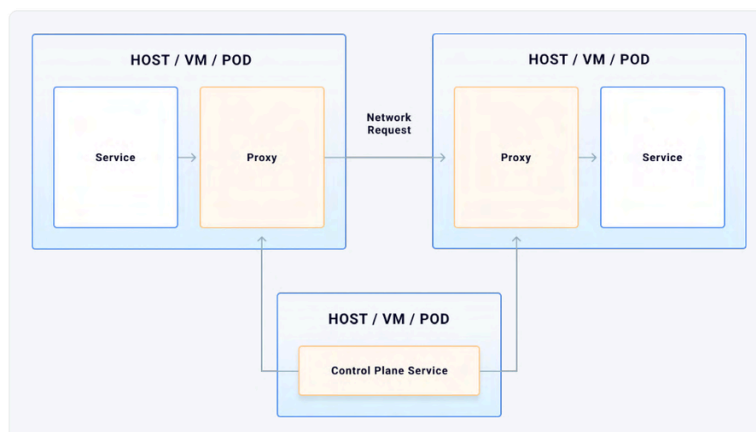 HOST / VM / POD
Service
Proxy
Network
Request
HOST / VM / POD
Proxy
Service
HOST / VM / POD
Control Plane Service